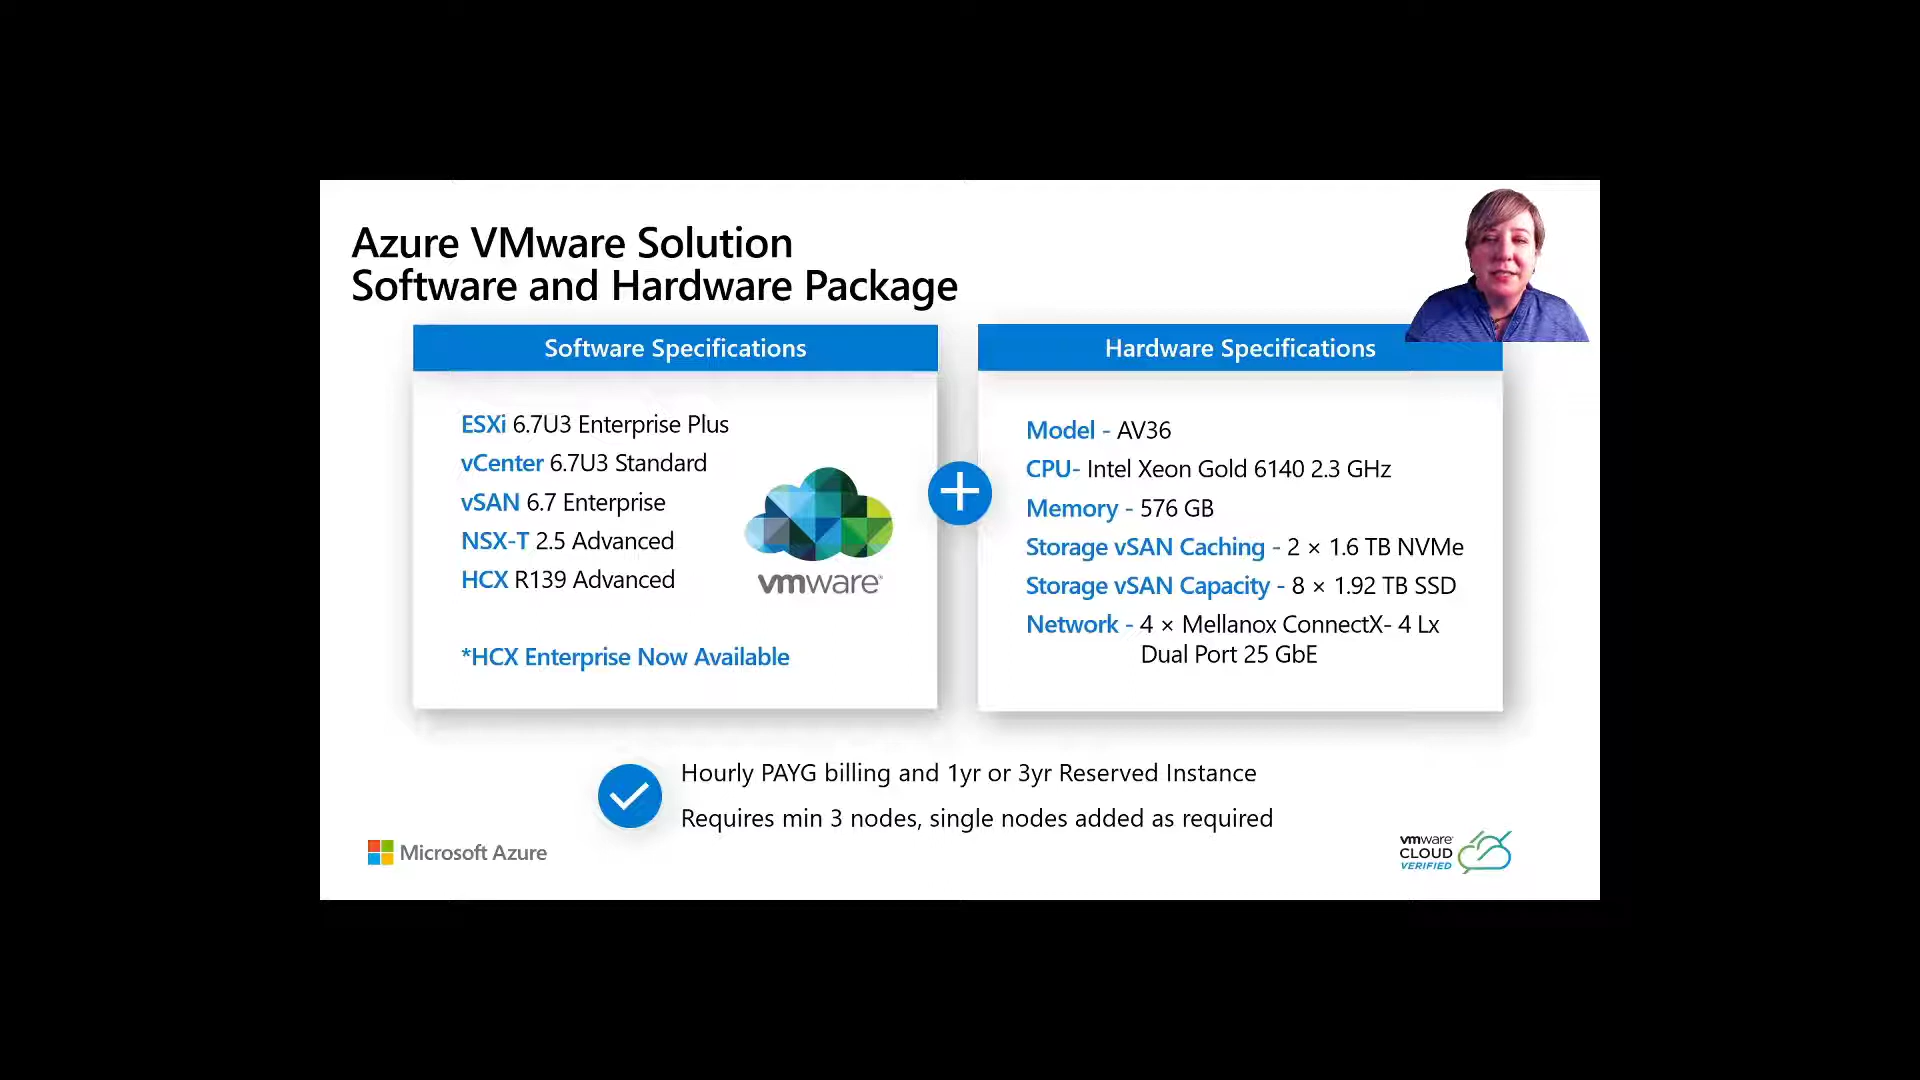 Azure VMware Solution
Software and Hardware Package
Software Specifications
ESXi 6.7U3 Enterprise Plus
vCenter 6.7U3 Standard
vSAN 6.7 Enterprise
NSX-T 2.5 Advanced
HCX R139 Advanced
*HCX Enterprise Now Available
vmware
Hardware Specifications
Model - AV36
CPU- Intel Xeon Gold 6140 2.3 GHz
Memory - 576 GB
Storage vSAN Caching - 2 × 1.6 TB NVMe
Storage vSAN Capacity - 8 × 1.92 TB SSD
Network - 4 × Mellanox ConnectX- 4 Lx
Dual Port 25 GbE
Hourly PAYG billing and 1yr or 3yr Reserved Instance
Requires min 3 nodes, single nodes added as required
Microsoft Azure
vmware
CLOUD
VERIFIED